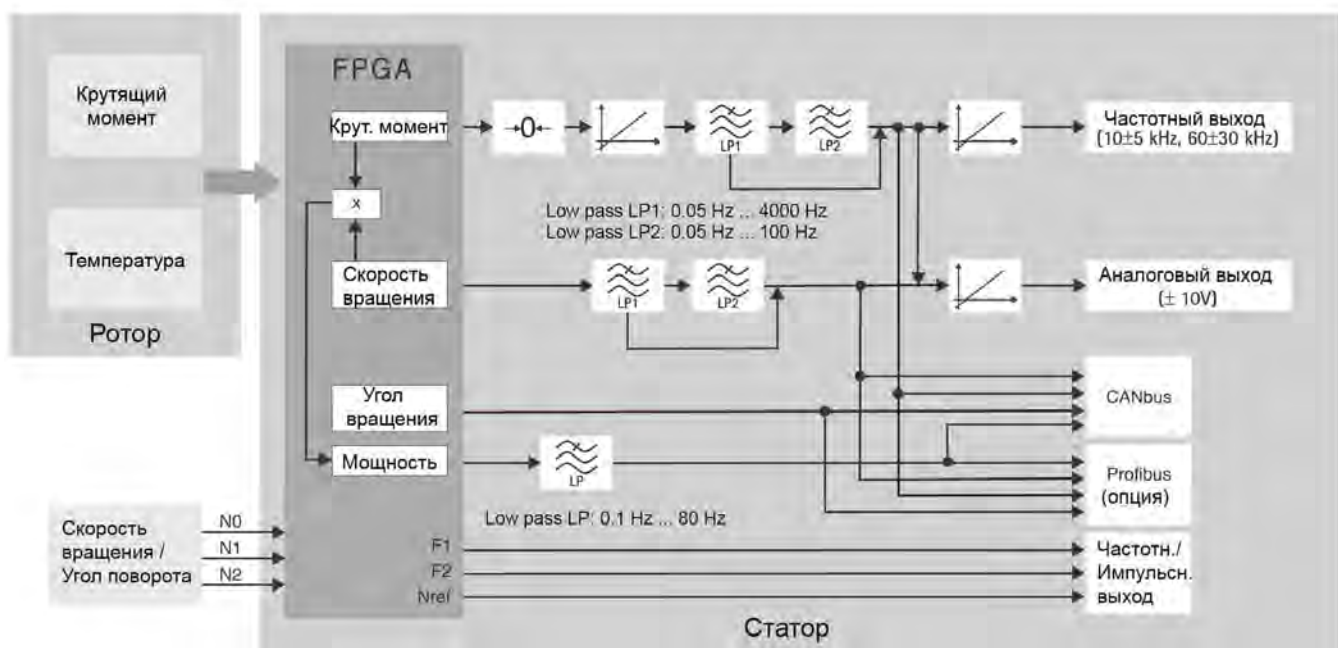 FPGA
Крутящий
момент
Температура
Ротор
Крут. момент
x
Скорость
вращения
Угол
вращения
Мощность
→0←
LP1
LP2
Частотный выход
(10±5 kHz, 60±30 kHz)
Low pass LP1: 0.05 Hz ... 4000 Hz
Low pass LP2: 0.05 Hz ... 100 Hz
LP1
LP2
Аналоговый выход
(± 10V)
CANbus
LP
Profibus
(опция)
Low pass LP: 0.1 Hz ... 80 Hz
Скорость
вращения /
Угол поворота
N0
N1
N2
F1
F2
Nref
Частотн./
Импульсн.
выход
Статор